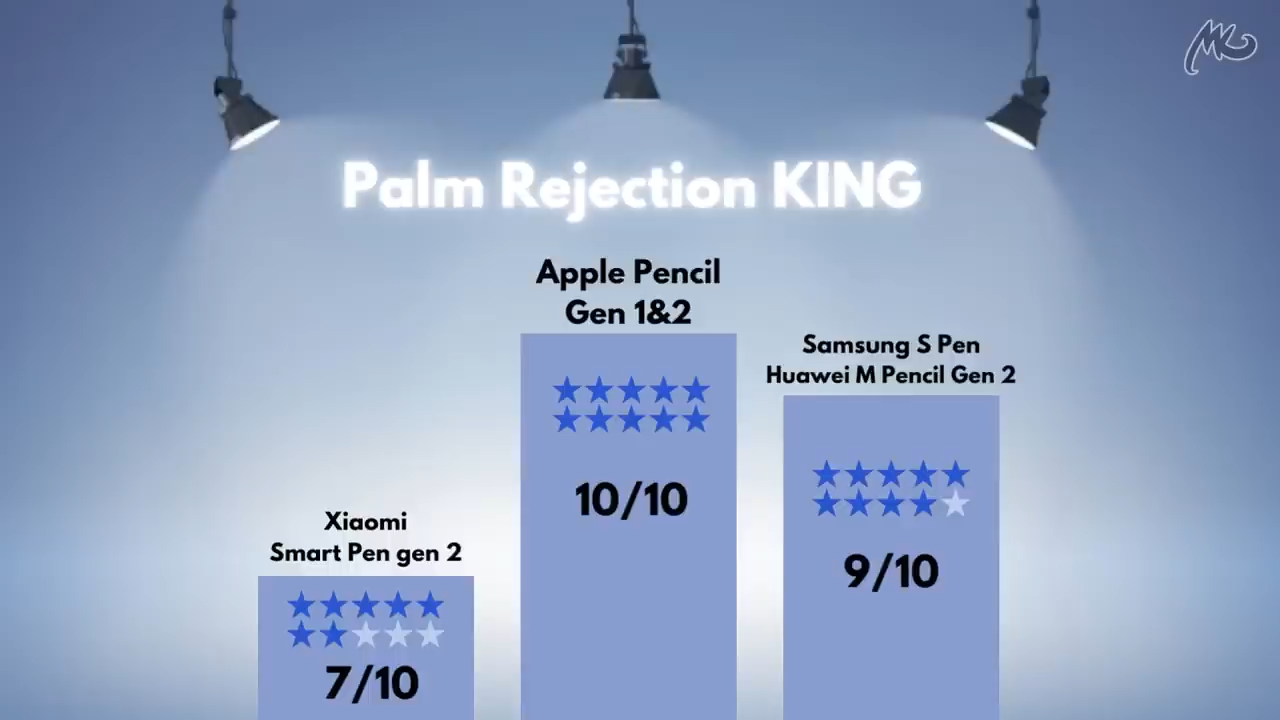 Palm Rejection KING
Apple Pencil
Gen 1&2
10/10
Samsung S Pen
Huawei M Pencil Gen 2
9/10
Xiaomi
Smart Pen gen 2
7/10